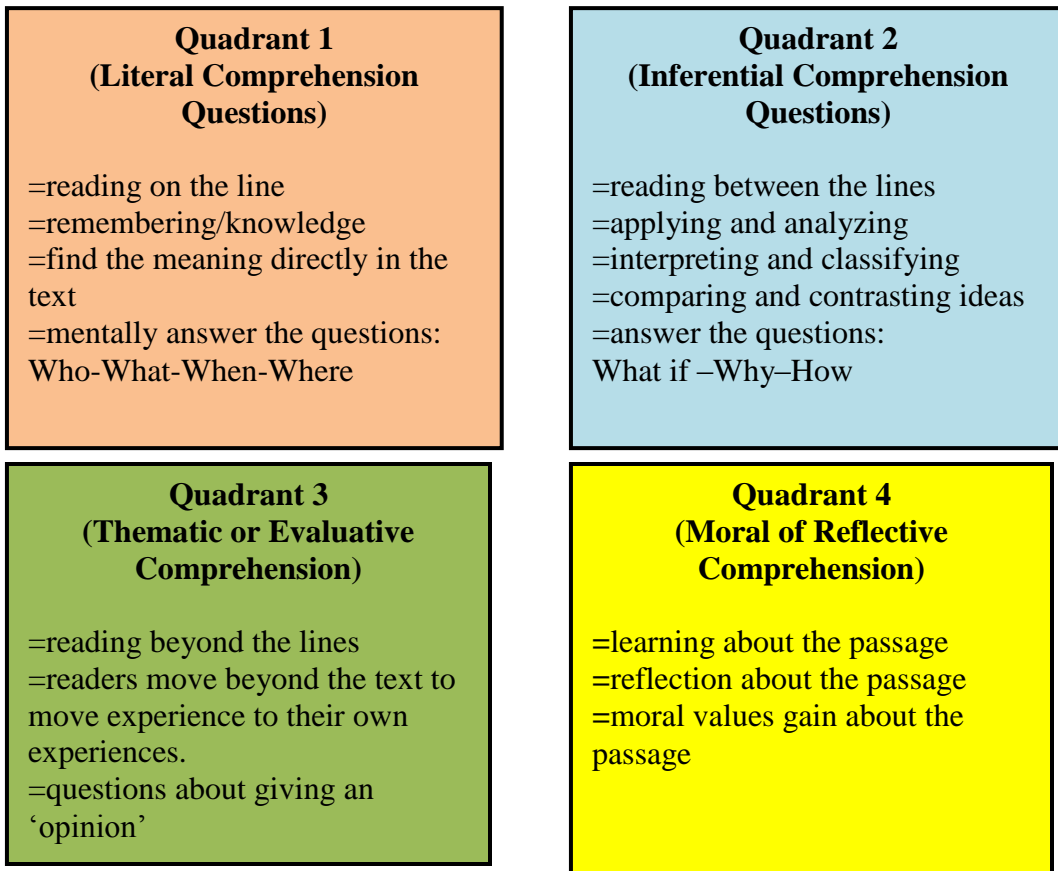 Quadrant 1
(Literal Comprehension
Questions)
=reading on the line
=remembering/knowledge
=find the meaning directly in the
text
=mentally answer the questions:
Who-What-When-Where
Quadrant 2
(Inferential Comprehension
Questions)
=reading between the lines
=applying and analyzing
=interpreting and classifying
=comparing and contrasting ideas
=answer the questions:
What if –Why–How
Quadrant 3
(Thematic or Evaluative
Comprehension)
=reading beyond the lines
=readers move beyond the text to
move experience to their own
experiences.
=questions about giving an
‘opinion’
Quadrant 4
(Moral of Reflective
Comprehension)
=learning about the passage
=reflection about the passage
=moral values gain about the
passage